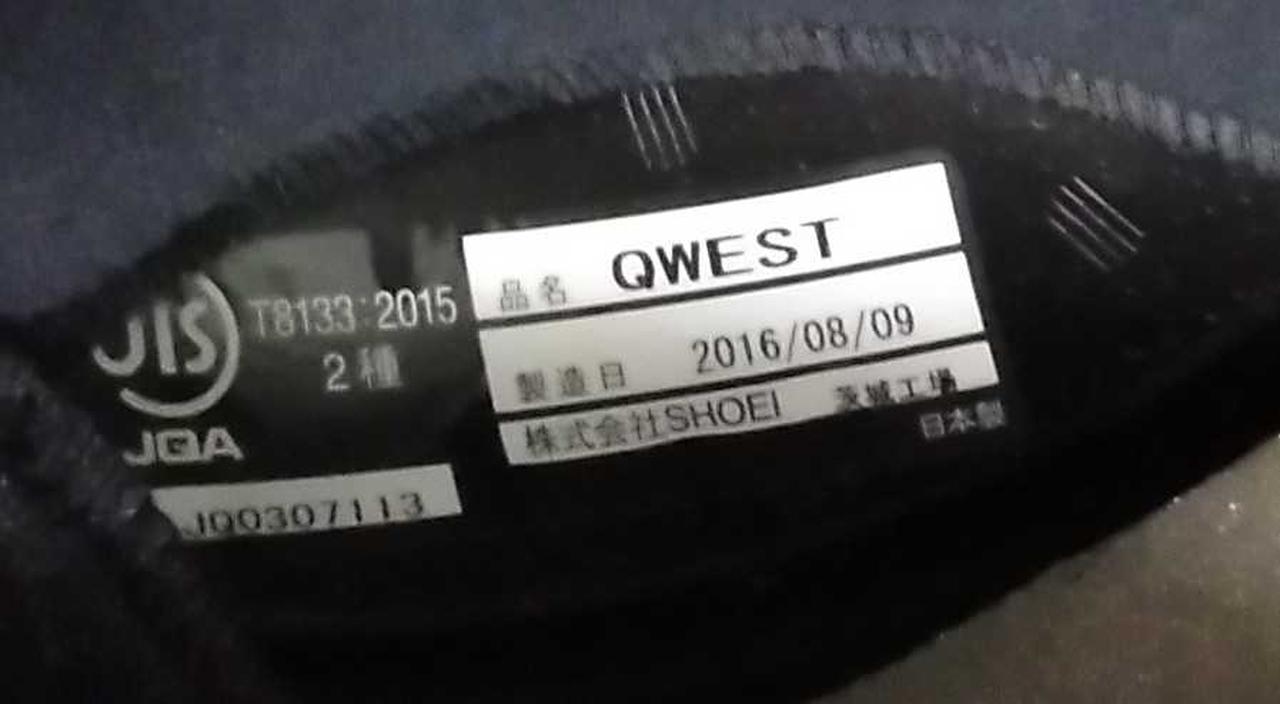 JIS
T8133:2015
2種
JQA
JQ0307113
品名 QWEST
製造日 2016/08/09
株式会社SHOEI 茨城工場
日本製